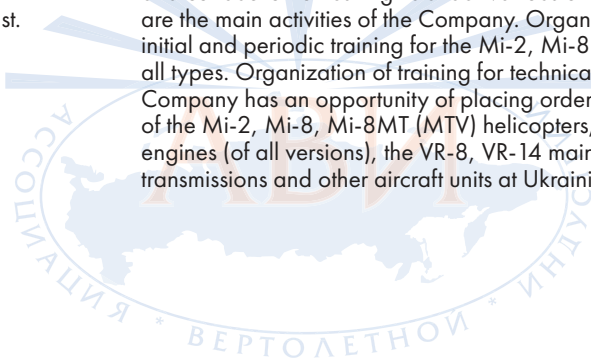 st.
are the main activities of the Company. Organ
initial and periodic training for the Mi-2, Mi-8
all types. Organization of training for technica
Company has an opportunity of placing order
of the Mi-2, Mi-8, Mi-8MT (MTV) helicopters,
engines (of all versions), the VR-8, VR-14 main
transmissions and other aircraft units at Ukraini
АВИ
АССОЦИАЦИЯ * ВЕРТОЛЕТНОЙ * ИНДУС